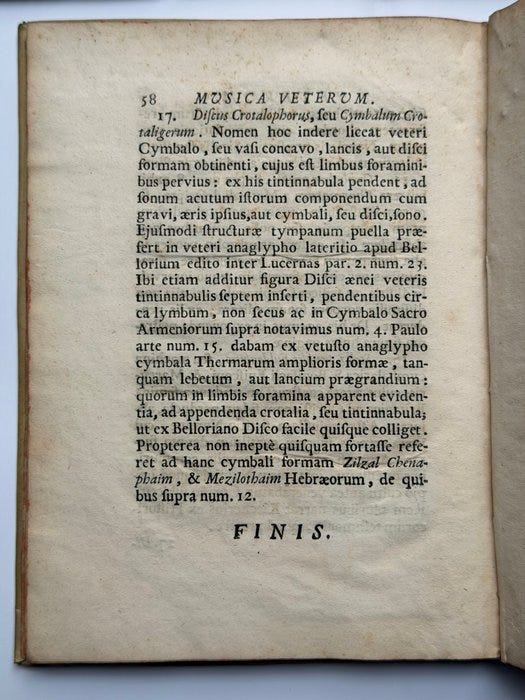 58 MVSICA VETERVM.
17. Discus Crotalophorus, seu Cymbalum Cro-
taligerum. Nomen hoc indere liceat veteri
Cymbalo, seu vasi concavo, lancis, aut disci
formam obtinenti, cujus est limbus foramini-
bus pervius: ex his tintinnabula pendent, ad
sonum acutum istorum componendum cum
gravi, æris ipsius, aut cymbali, seu disci, sono.
Ejusmodi structuræ tympanum puella præ-
fert in veteri anaglypho lateritio apud Bel-
lorium edito inter Lucernas par. 2. num. 23.
Ibi etiam additur figura Disci ænei veteris
tintinnabulis septem inserti, pendentibus cir-
ca lymbum, non secus ac in Cymbalo Sacro
Armeniorum supra notavimus num. 4. Paulo
arte num. 15. dabam ex vetusto anaglypho
cymbala Thermarum amplioris formæ, tan-
quam lebetum, aut lancium prægrandium:
quorum in limbis foramina apparent eviden-
tia, ad appendenda crotalia, seu tintinnabula;
ut ex Belloriano Disco facile quisque colliget.
Propterea non ineptè quisquam fortasse refe-
ret ad hanc cymbali formam Zilzal Chena-
phaim, & Mezilothaim Hebræorum, de qui-
bus supra num. 12.
FINIS.